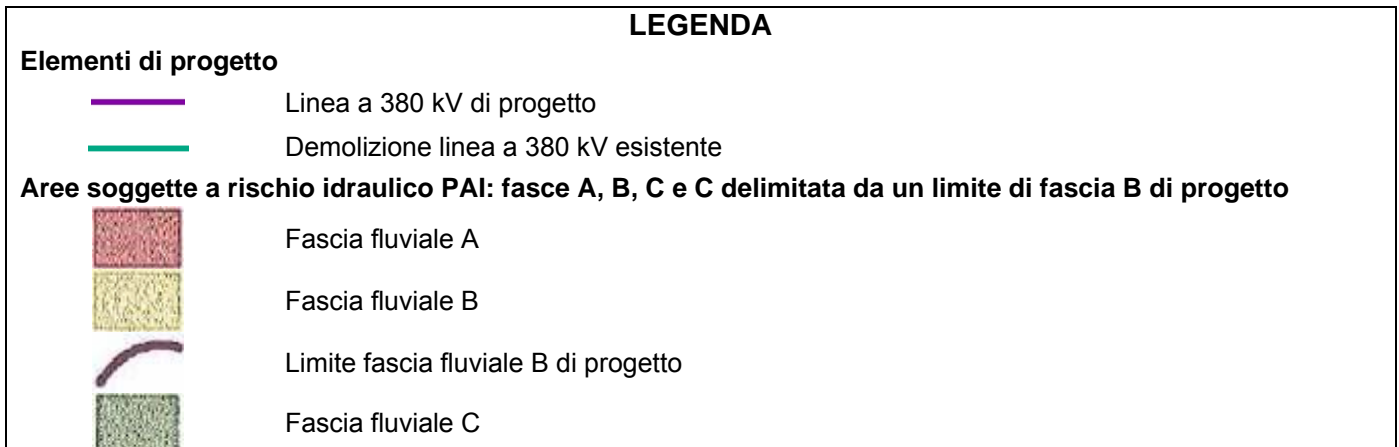 LEGENDA
Elementi di progetto
Linea a 380 kV di progetto
Demolizione linea a 380 kV esistente
Aree soggette a rischio idraulico PAI: fasce A, B, C e C delimitata da un limite di fascia B di progetto
Fascia fluviale A
Fascia fluviale B
Limite fascia fluviale B di progetto
Fascia fluviale C